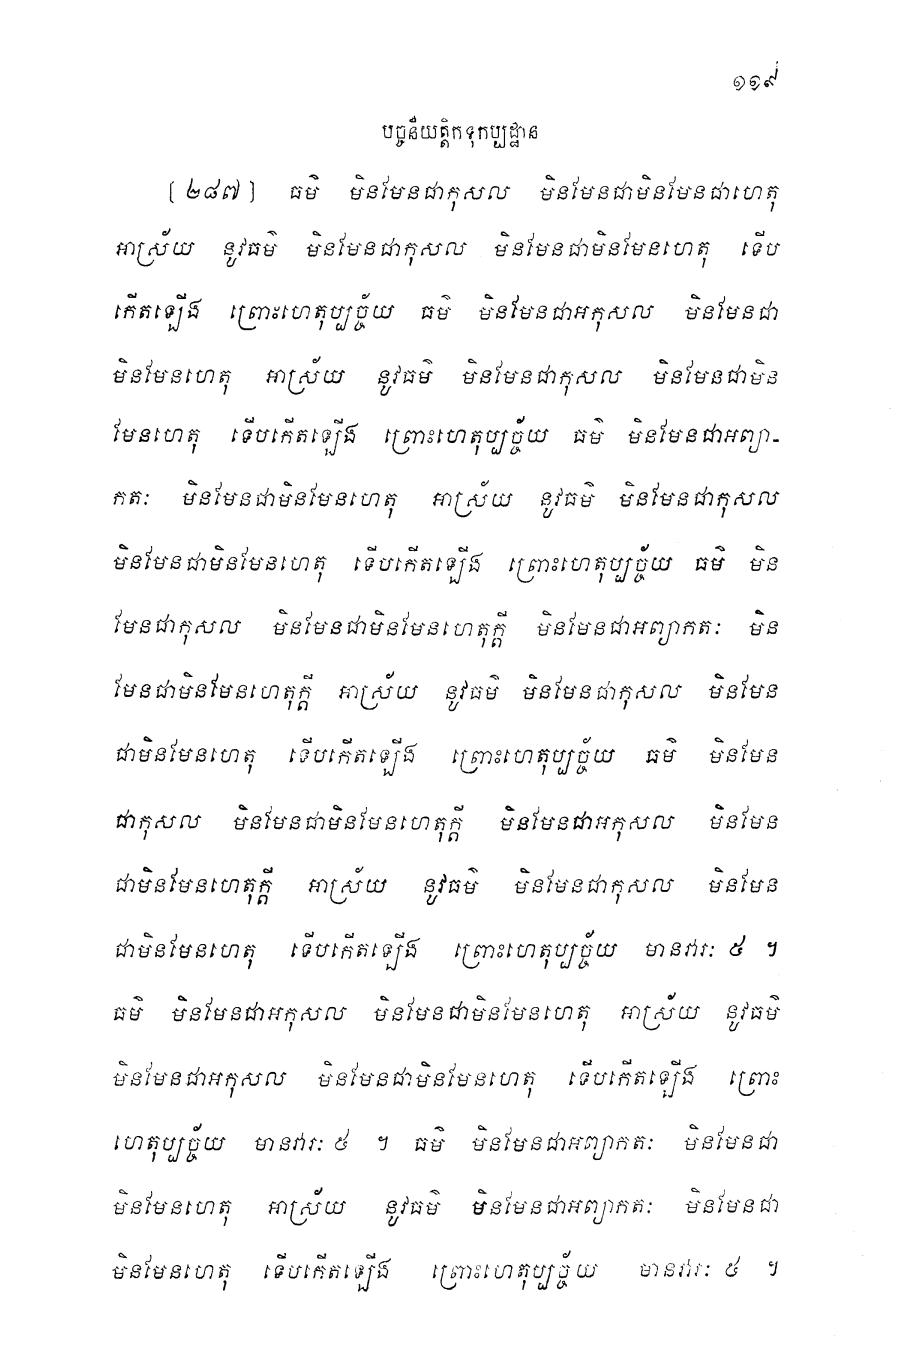 ១១៩
បច្ចនីយត្តិកទុកប្បដ្ឋាន
[២៨៧] ធម៌ មិនមែនជាកុសល មិនមែនជាមិនមែនជាហេតុ
អាស្រ័យ នូវធម៌ មិនមែនជាកុសល មិនមែនជាមិនមែនហេតុ ទើប
កើតឡើង ព្រោះហេតុប្បច្ច័យ ធម៌ មិនមែនជាអកុសល មិនមែនជា
មិនមែនហេតុ អាស្រ័យ នូវធម៌ មិនមែនជាកុសល មិនមែនជាមិន
មែនហេតុ ទើបកើតឡើង ព្រោះហេតុប្បច្ច័យ ធម៌ មិនមែនជាអព្យា-
កតៈ មិនមែនជាមិនមែនហេតុ អាស្រ័យ នូវធម៌ មិនមែនជាកុសល
មិនមែនជាមិនមែនហេតុ ទើបកើតឡើង ព្រោះហេតុប្បច្ច័យ ធម៌ មិន
មែនជាកុសល មិនមែនជាមិនមែនហេតុក្តី មិនមែនជាអព្យាកតៈ មិន
មែនជាមិនមែនហេតុក្តី អាស្រ័យ នូវធម៌ មិនមែនជាកុសល មិនមែន
ជាមិនមែនហេតុ ទើបកើតឡើង ព្រោះហេតុប្បច្ច័យ ធម៌ មិនមែន
ជាកុសល មិនមែនជាមិនមែនហេតុក្តី មិនមែនជាអកុសល មិនមែន
ជាមិនមែនហេតុក្តី អាស្រ័យ នូវធម៌ មិនមែនជាកុសល មិនមែន
ជាមិនមែនហេតុ ទើបកើតឡើង ព្រោះហេតុប្បច្ច័យ មានវារៈ ៥ ។
ធម៌ មិនមែនជាអកុសល មិនមែនជាមិនមែនហេតុ អាស្រ័យ នូវធម៌
មិនមែនជាអកុសល មិនមែនជាមិនមែនហេតុ ទើបកើតឡើង ព្រោះ
ហេតុប្បច្ច័យ មានវារៈ ៥ ។ ធម៌ មិនមែនជាអព្យាកតៈ មិនមែនជា
មិនមែនហេតុ អាស្រ័យ នូវធម៌ មិនមែនជាអព្យាកតៈ មិនមែនជា
មិនមែនហេតុ ទើបកើតឡើង ព្រោះហេតុប្បច្ច័យ មានវារៈ ៥ ។